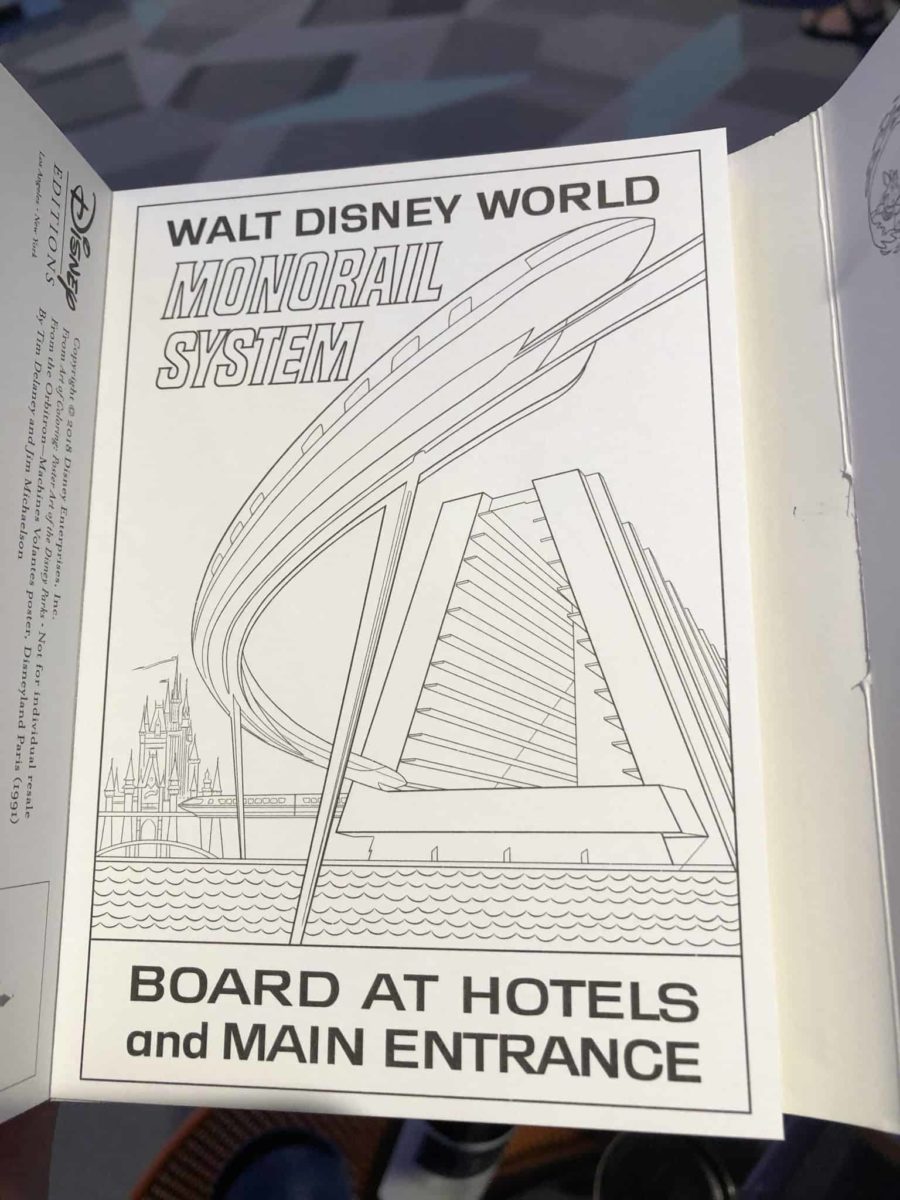 WALT DISNEY WORLD
MONORAIL
SYSTEM
BOARD AT HOTELS
and MAIN ENTRANCE
Disney
EDITIONS
Los Angeles • New York
Copyright © 2018 Disney Enterprises, Inc.
From Art of Coloring: Poster Art of the Disney Parks • Not for individual resale
From the Orbitron—Machines Volantes poster, Disneyland Paris (1991)
By Tim Delaney and Jim Michaelson